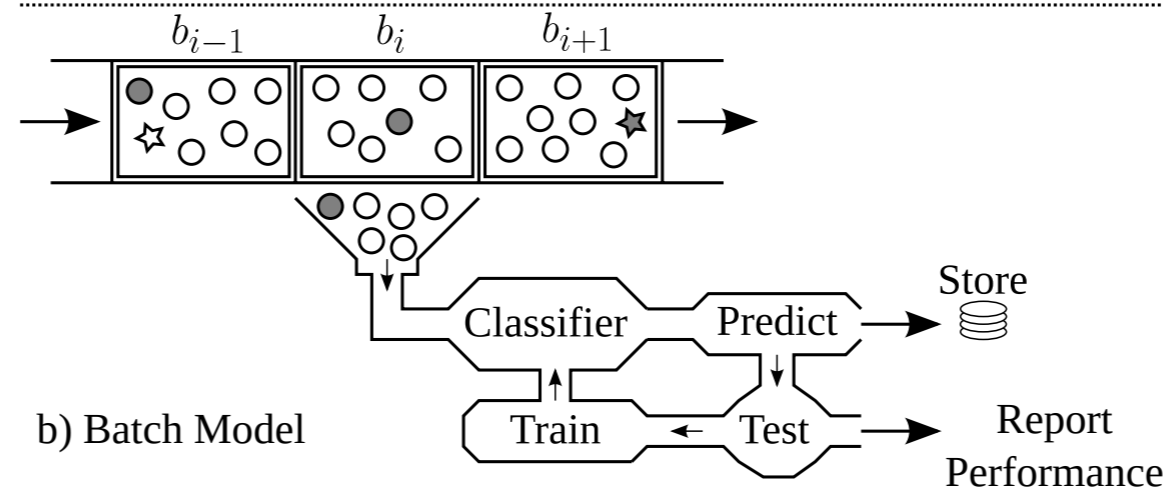 b_{i-1} b_i b_{i+1}
Store
Classifier Predict
b) Batch Model Train Test Report
Performance